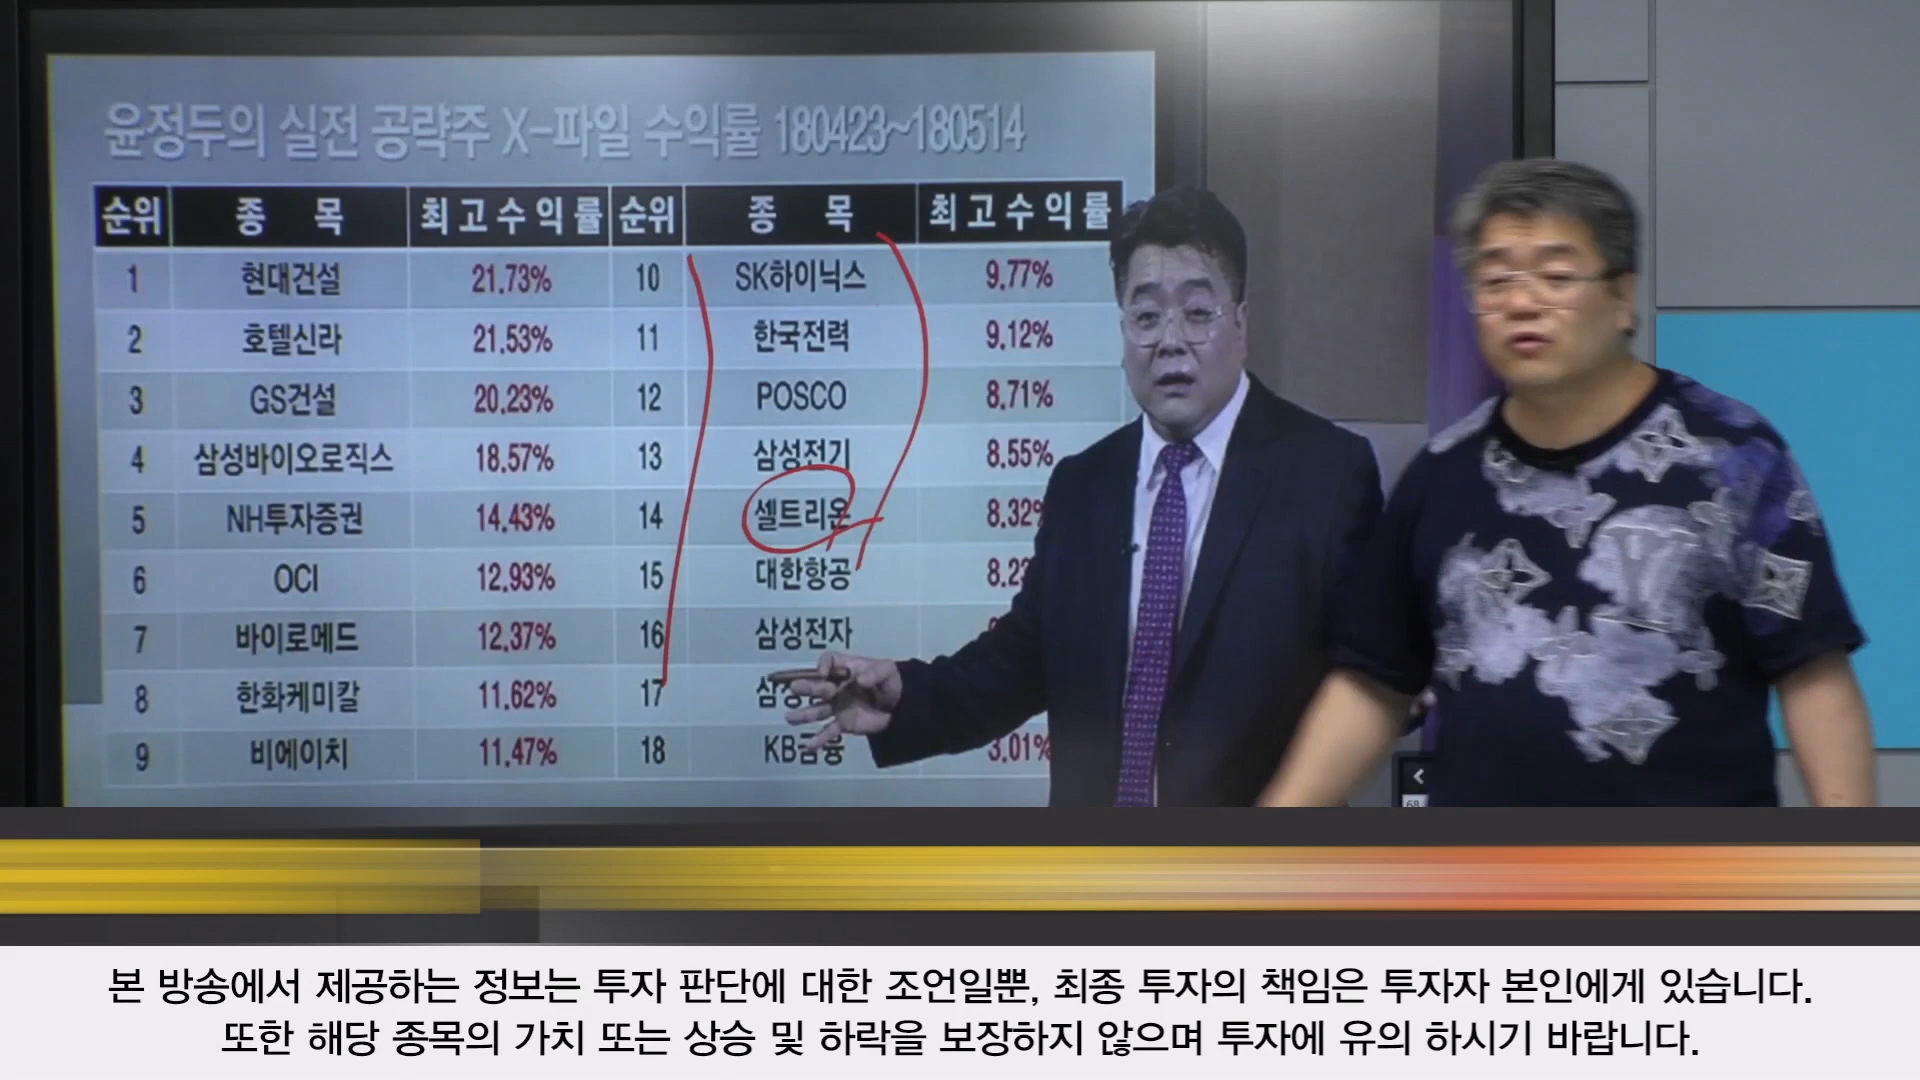 윤정두의 실전 공략주 X-파일 수익률 180423~180514
순위 종 목 최고수익률 순위 종 목 최고수익률
1 현대건설 21.73% 10 SK하이닉스 9.77%
2 호텔신라 21.53% 11 한국전력 9.12%
3 GS건설 20.23% 12 POSCO 8.71%
4 삼성바이오로직스 18.57% 13 삼성전기 8.55%
5 NH투자증권 14.43% 14 셀트리온 8.32%
6 OCI 12.93% 15 대한항공 8.23
7 바이로메드 12.37% 16 삼성전자
8 한화케미칼 11.62% 17
9 비에이치 11.47% 18 KB금융 3.01%
68
본 방송에서 제공하는 정보는 투자 판단에 대한 조언일뿐, 최종 투자의 책임은 투자자 본인에게 있습니다.
또한 해당 종목의 가치 또는 상승 및 하락을 보장하지 않으며 투자에 유의 하시기 바랍니다.